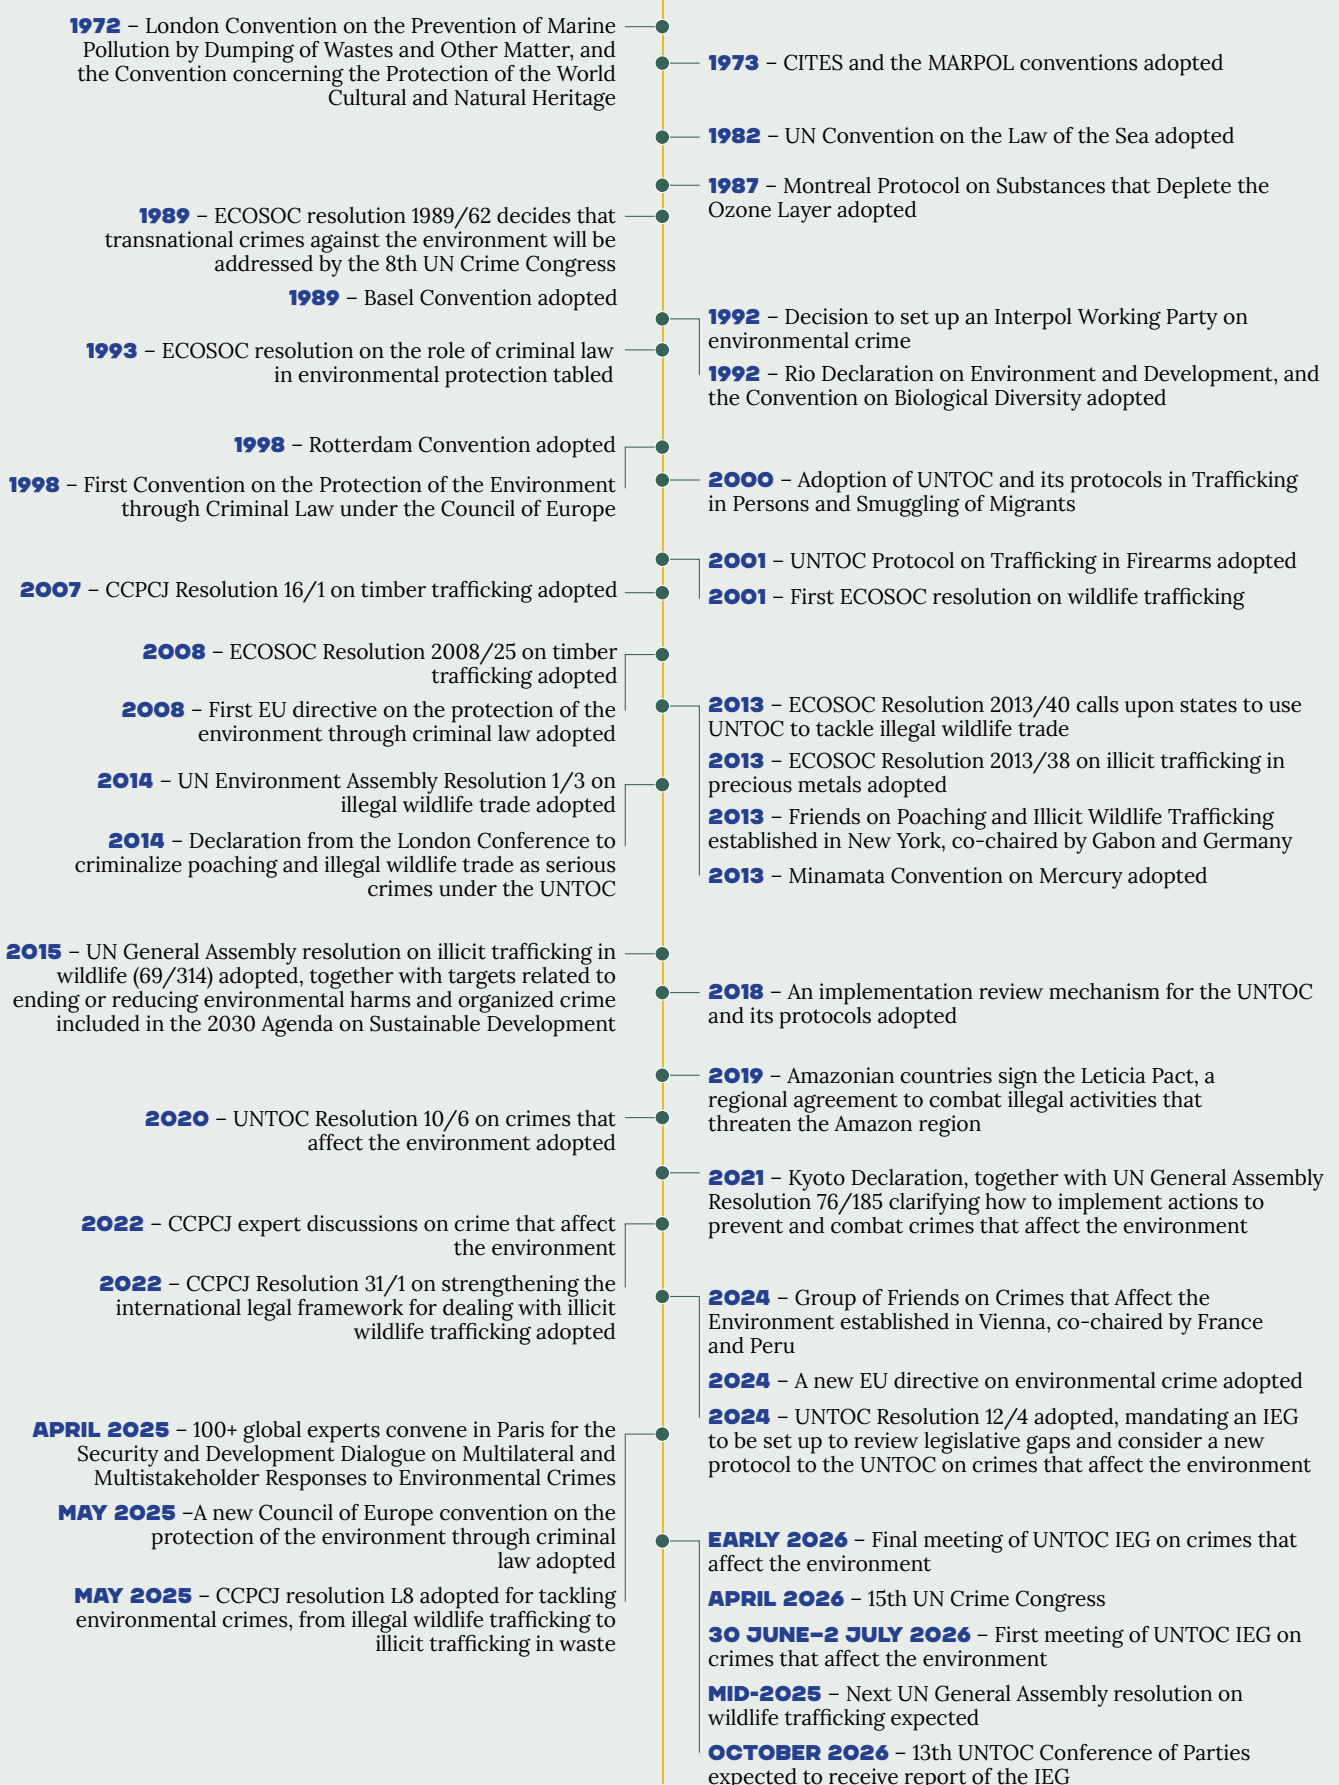 1972 – London Convention on the Prevention of Marine
Pollution by Dumping of Wastes and Other Matter, and
the Convention concerning the Protection of the World
Cultural and Natural Heritage
1973 – CITES and the MARPOL conventions adopted
1982 – UN Convention on the Law of the Sea adopted
1987 – Montreal Protocol on Substances that Deplete the
Ozone Layer adopted
1989 – ECOSOC resolution 1989/62 decides that
transnational crimes against the environment will be
addressed by the 8th UN Crime Congress
1989 – Basel Convention adopted
1992 – Decision to set up an Interpol Working Party on
environmental crime
1992 – Rio Declaration on Environment and Development, and
the Convention on Biological Diversity adopted
1993 – ECOSOC resolution on the role of criminal law
in environmental protection tabled
1998 – Rotterdam Convention adopted
1998 – First Convention on the Protection of the Environment
through Criminal Law under the Council of Europe
2000 – Adoption of UNTOC and its protocols in Trafficking
in Persons and Smuggling of Migrants
2001 – UNTOC Protocol on Trafficking in Firearms adopted
2001 – First ECOSOC resolution on wildlife trafficking
2007 – CCPCJ Resolution 16/1 on timber trafficking adopted
2008 – ECOSOC Resolution 2008/25 on timber
trafficking adopted
2008 – First EU directive on the protection of the
environment through criminal law adopted
2013 – ECOSOC Resolution 2013/40 calls upon states to use
UNTOC to tackle illegal wildlife trade
2013 – ECOSOC Resolution 2013/38 on illicit trafficking in
precious metals adopted
2013 – Friends on Poaching and Illicit Wildlife Trafficking
established in New York, co-chaired by Gabon and Germany
2013 – Minamata Convention on Mercury adopted
2014 – UN Environment Assembly Resolution 1/3 on
illegal wildlife trade adopted
2014 – Declaration from the London Conference to
criminalize poaching and illegal wildlife trade as serious
crimes under the UNTOC
2015 – UN General Assembly resolution on illicit trafficking in
wildlife (69/314) adopted, together with targets related to
ending or reducing environmental harms and organized crime
included in the 2030 Agenda on Sustainable Development
2018 – An implementation review mechanism for the UNTOC
and its protocols adopted
2019 – Amazonian countries sign the Leticia Pact, a
regional agreement to combat illegal activities that
threaten the Amazon region
2020 – UNTOC Resolution 10/6 on crimes that
affect the environment adopted
2021 – Kyoto Declaration, together with UN General Assembly
Resolution 76/185 clarifying how to implement actions to
prevent and combat crimes that affect the environment
2022 – CCPCJ expert discussions on crime that affect
the environment
2022 – CCPCJ Resolution 31/1 on strengthening the
international legal framework for dealing with illicit
wildlife trafficking adopted
2024 – Group of Friends on Crimes that Affect the
Environment established in Vienna, co-chaired by France
and Peru
2024 – A new EU directive on environmental crime adopted
2024 – UNTOC Resolution 12/4 adopted, mandating an IEG
to be set up to review legislative gaps and consider a new
protocol to the UNTOC on crimes that affect the environment
APRIL 2025 – 100+ global experts convene in Paris for the
Security and Development Dialogue on Multilateral and
Multistakeholder Responses to Environmental Crimes
MAY 2025 –A new Council of Europe convention on the
protection of the environment through criminal
law adopted
MAY 2025 – CCPCJ resolution L8 adopted for tackling
environmental crimes, from illegal wildlife trafficking to
illicit trafficking in waste
EARLY 2026 – Final meeting of UNTOC IEG on crimes that
affect the environment
APRIL 2026 – 15th UN Crime Congress
30 JUNE–2 JULY 2026 – First meeting of UNTOC IEG on
crimes that affect the environment
MID-2025 – Next UN General Assembly resolution on
wildlife trafficking expected
OCTOBER 2026 – 13th UNTOC Conference of Parties
expected to receive report of the IEG